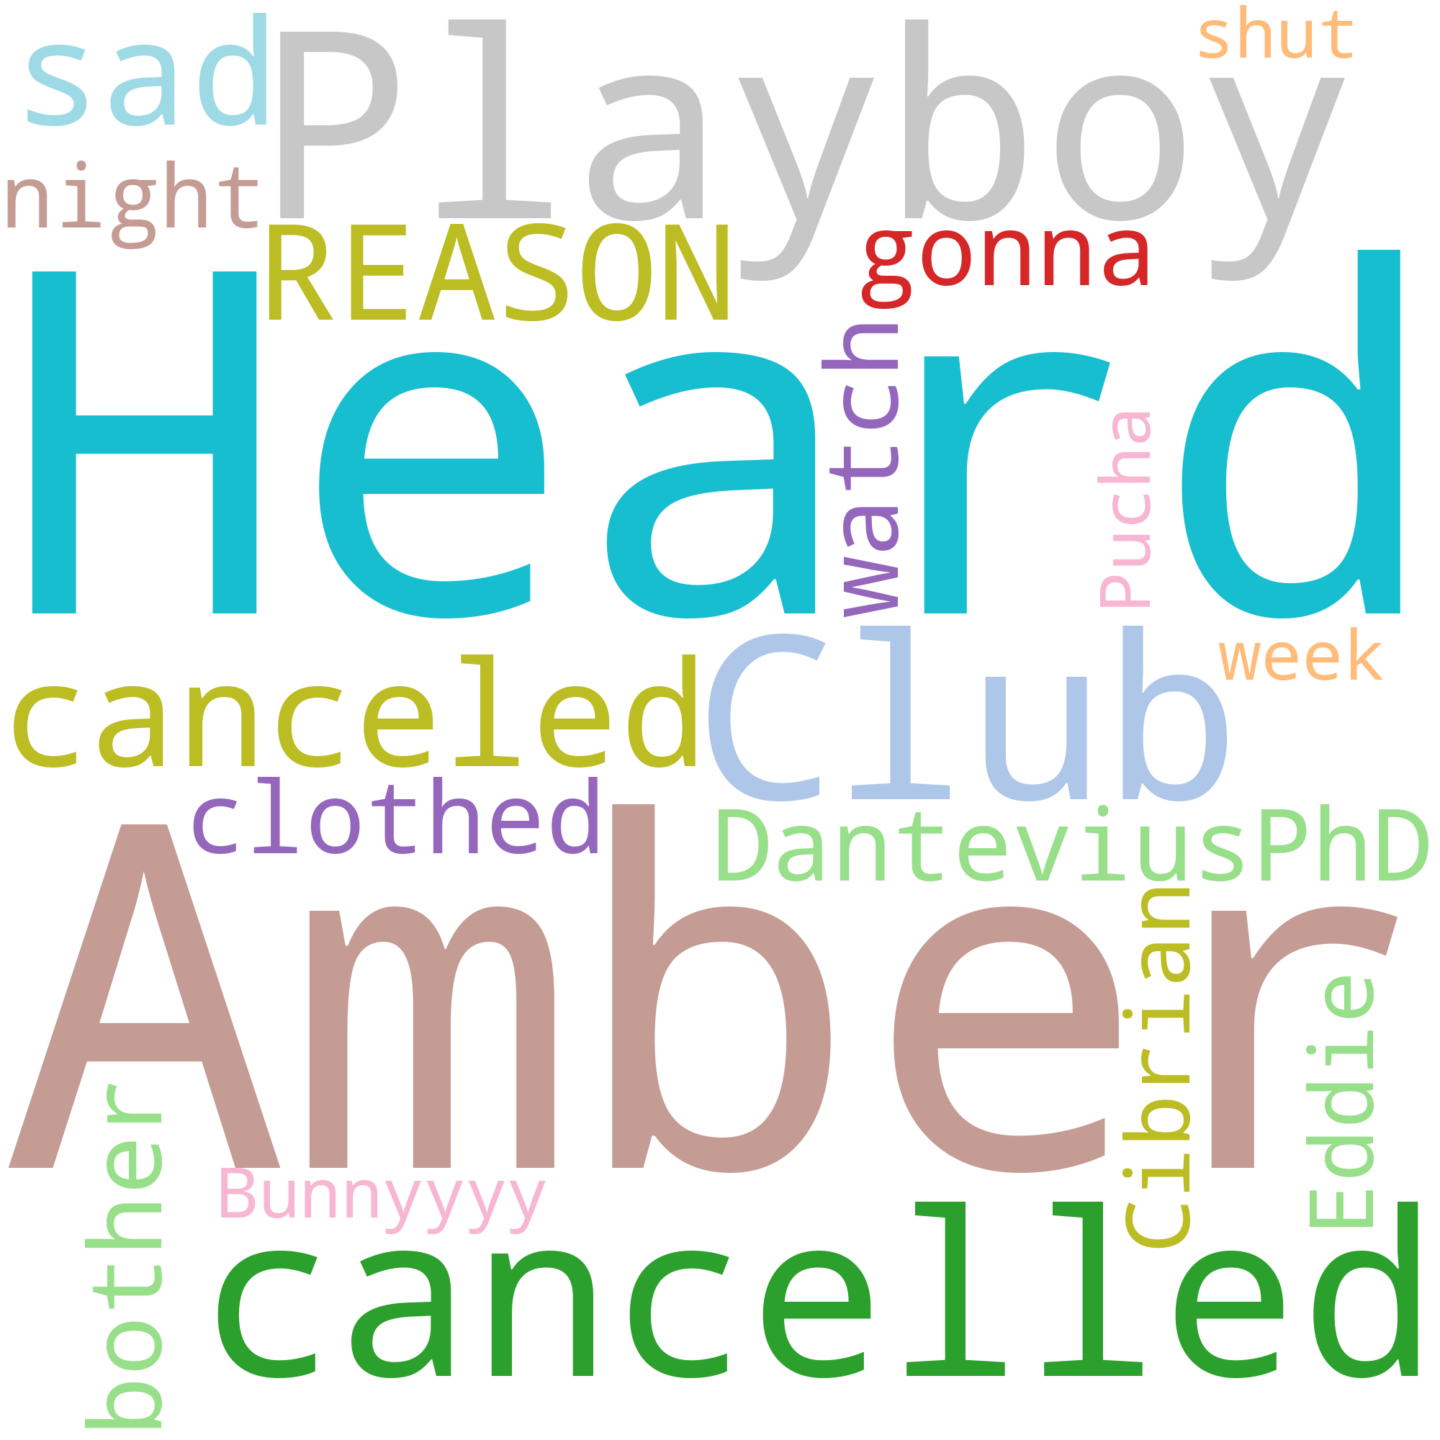 sad
Playboy
shut
night
REASON
gonna
Heard
watch
Pucha
canceled
Club
week
clothed
DanteviusPhD
Amber
Cibrian
Eddie
bother
Bunnyyyy
cancelled